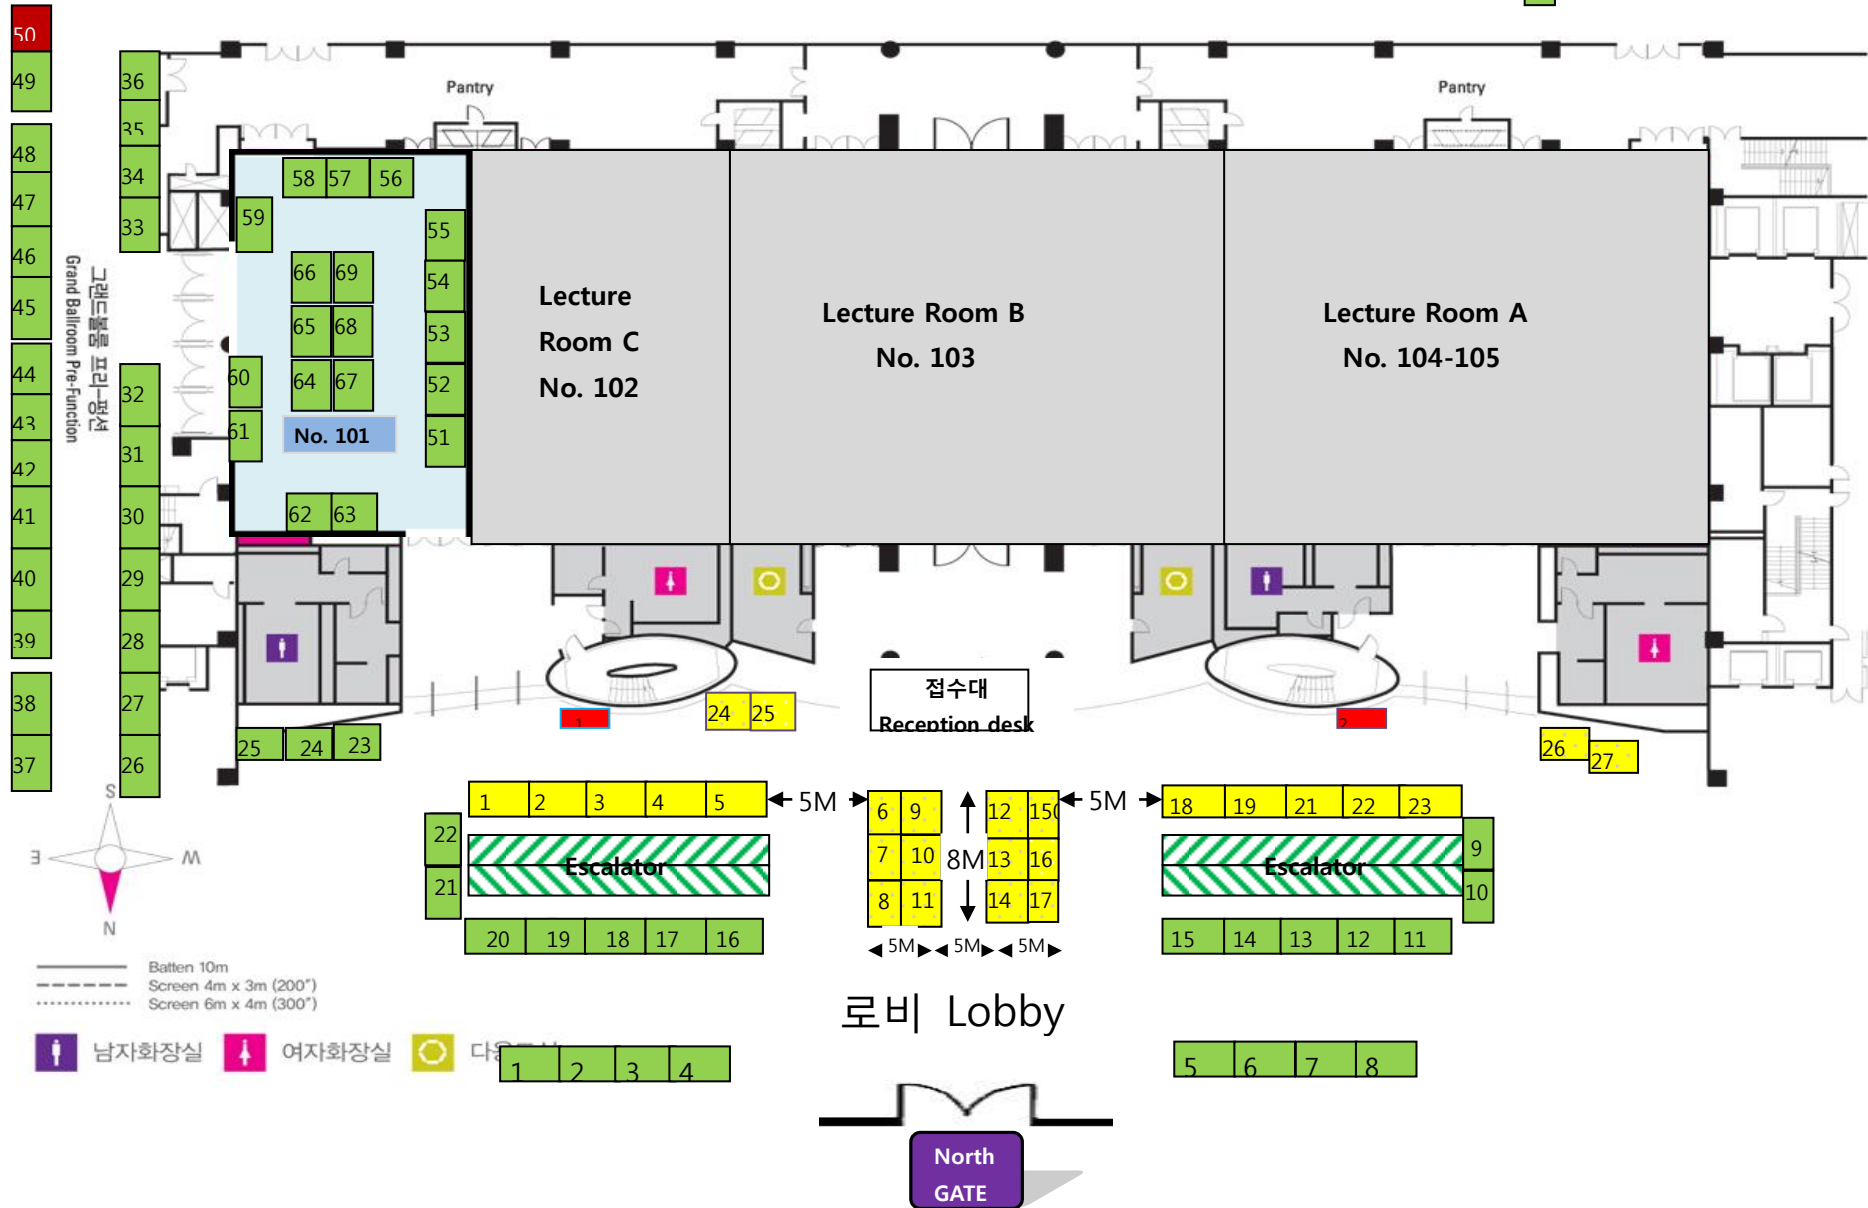 50
49
48
47
46
45
44
43
42
41
40
39
38
37
36
35
34
33
32
31
30
29
28
27
26
그랜드볼룸 프리-펑션
Grand Ballroom Pre-Function
Pantry
Pantry
58 57 56
59
55
66 69
54
65 68
53
60
64 67
52
61
No. 101
51
62 63
Lecture
Room C
No. 102
Lecture Room B
No. 103
Lecture Room A
No. 104-105
접수대
Reception desk
1
24 25
2
26
27
25 24 23
1 2 3 4 5
5M
6 9
7 10
8 11
8M
12 150
13 16
14 17
5M
18 19 21 22 23
22
21
Escalator
Escalator
9
10
20 19 18 17 16
5M 5M 5M
15 14 13 12 11
S
E W
N
Batten 10m
Screen 4m x 3m (200")
Screen 6m x 4m (300")
남자화장실
여자화장실
로비 Lobby
1 2 3 4
5 6 7 8
North
GATE